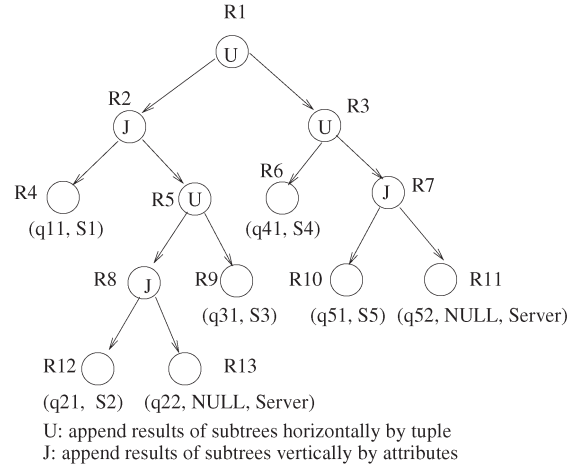 R1
U
R2
R3
J
U
R4
R5
U
R6
J
R7
(q11, S1)
(q41, S4)
R8
J
R9
R10
R11
(q31, S3)
(q51, S5)
(q52, NULL, Server)
R12
R13
(q21, S2)
(q22, NULL, Server)
U: append results of subtrees horizontally by tuple
J: append results of subtrees vertically by attributes